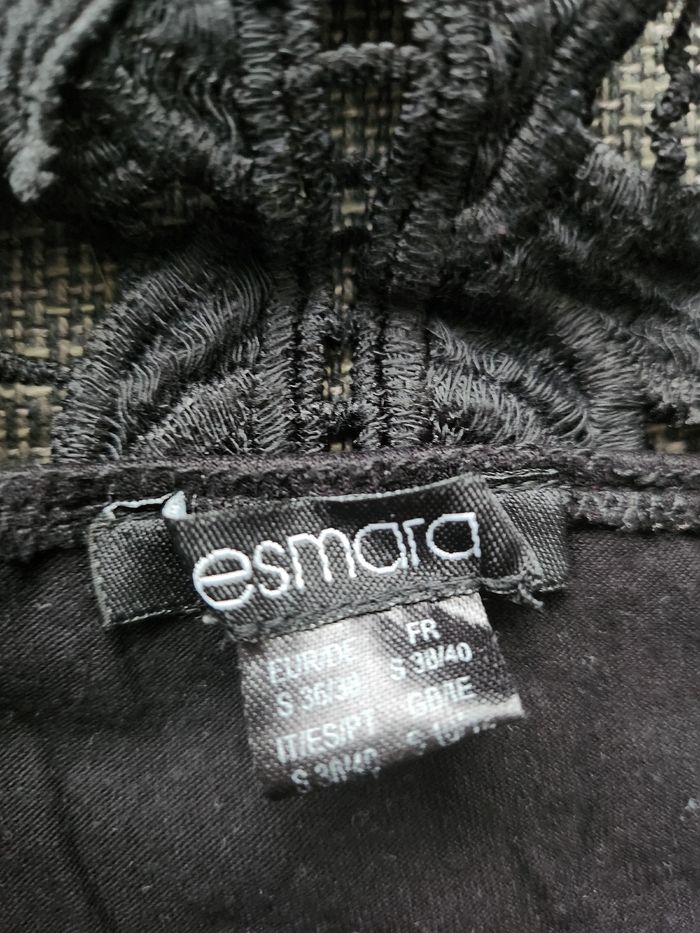 esmara
EUR/DE FR
S 36/38 S 38/40
IT/ES/PT GB/IE
S